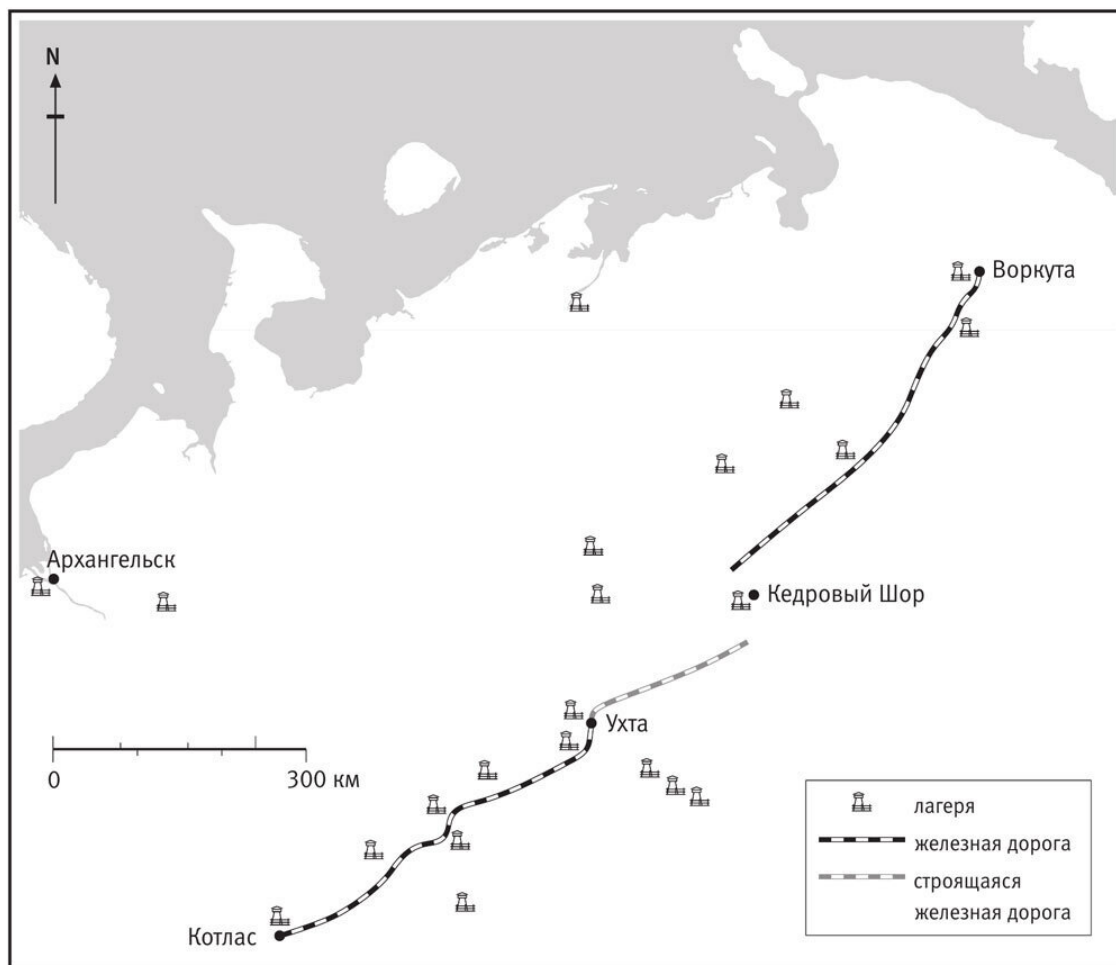 N
Воркута
Архангельск
Кедровый Шор
Ухта
0
300 км
Котлас
лагеря
железная дорога
строящаяся
железная дорога